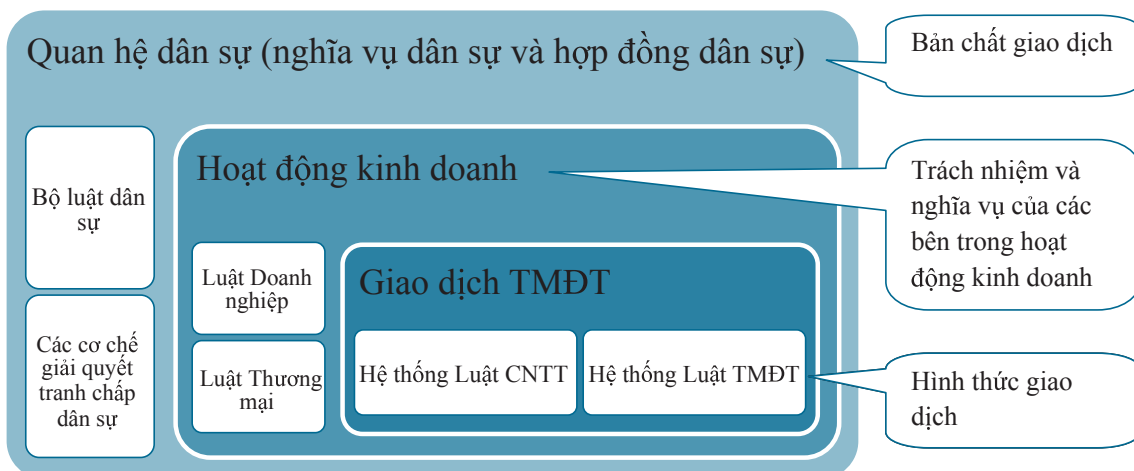 Quan hệ dân sự (nghĩa vụ dân sự và hợp đồng dân sự)
Bản chất giao dịch
Hoạt động kinh doanh
Trách nhiệm và
nghĩa vụ của các
bên trong hoạt
động kinh doanh
Bộ luật dân
sự
Các cơ chế
giải quyết
tranh chấp
dân sự
Luật Doanh
nghiệp
Luật Thương
mại
Giao dịch TMĐT
Hệ thống Luật CNTT
Hệ thống Luật TMĐT
Hình thức giao
dịch